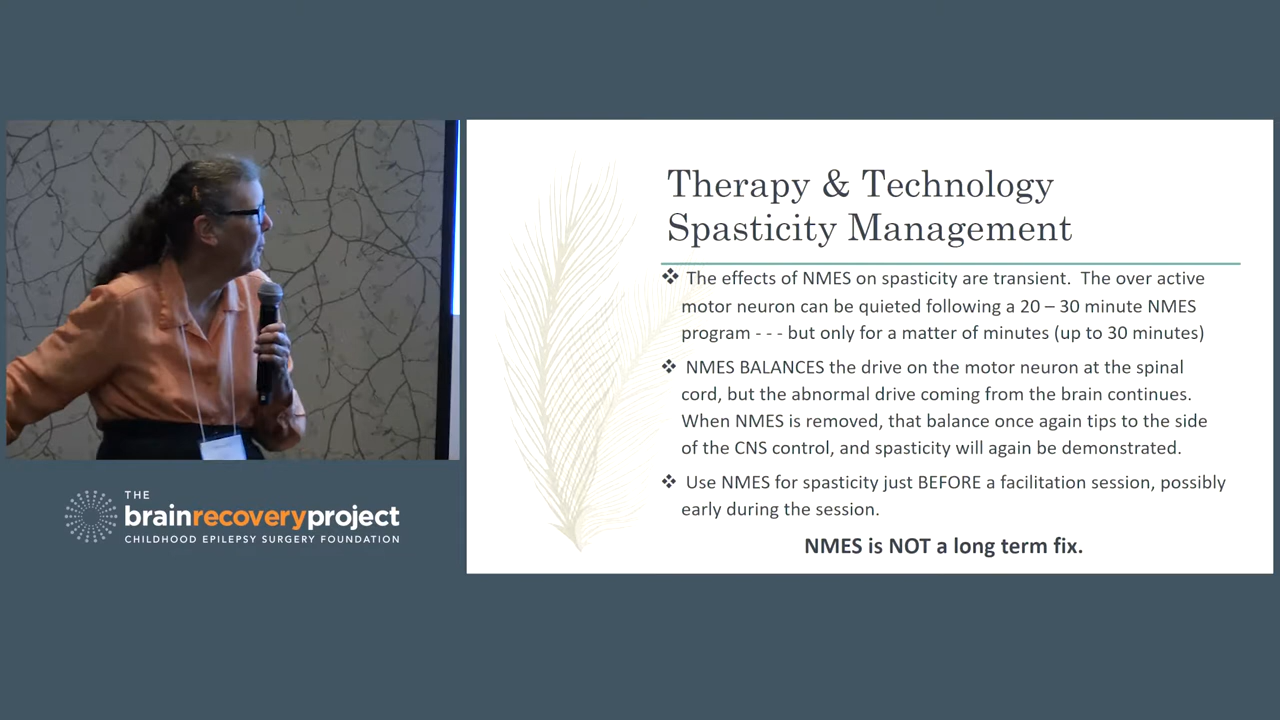 Therapy & Technology
Spasticity Management
❖ The effects of NMES on spasticity are transient.  The over active
motor neuron can be quieted following a 20 – 30 minute NMES
program - - - but only for a matter of minutes (up to 30 minutes)
❖ NMES BALANCES the drive on the motor neuron at the spinal
cord, but the abnormal drive coming from the brain continues.
When NMES is removed, that balance once again tips to the side
of the CNS control, and spasticity will again be demonstrated.
❖ Use NMES for spasticity just BEFORE a facilitation session, possibly
early during the session.
NMES is NOT a long term fix.
THE
brainrecoveryproject
CHILDHOOD EPILEPSY SURGERY FOUNDATION